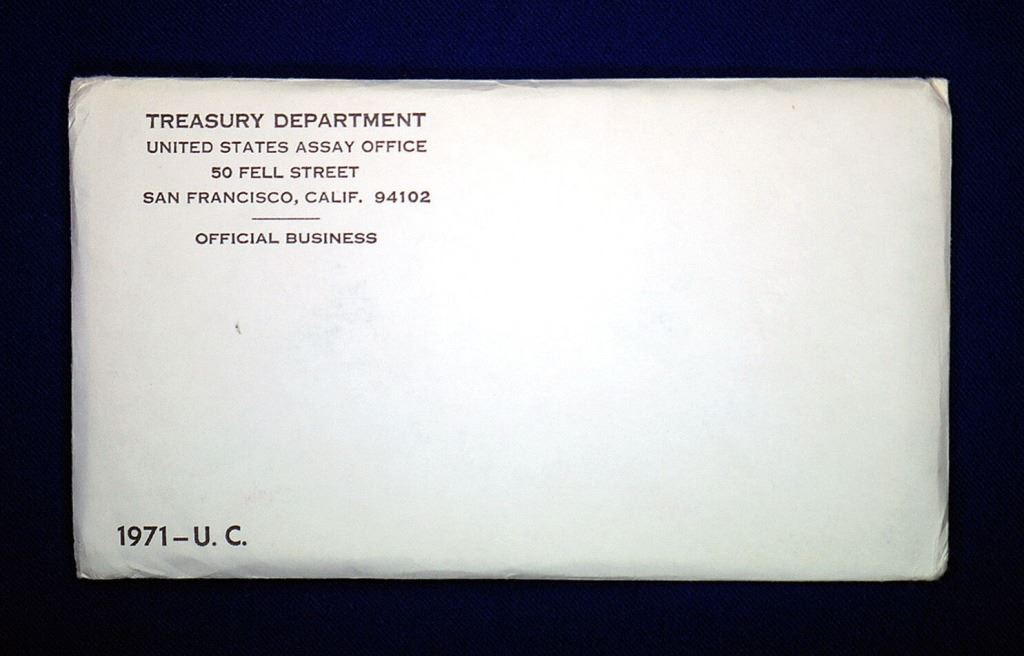 TREASURY DEPARTMENT
UNITED STATES ASSAY OFFICE
50 FELL STREET
SAN FRANCISCO, CALIF. 94102
OFFICIAL BUSINESS
1971–U. C.